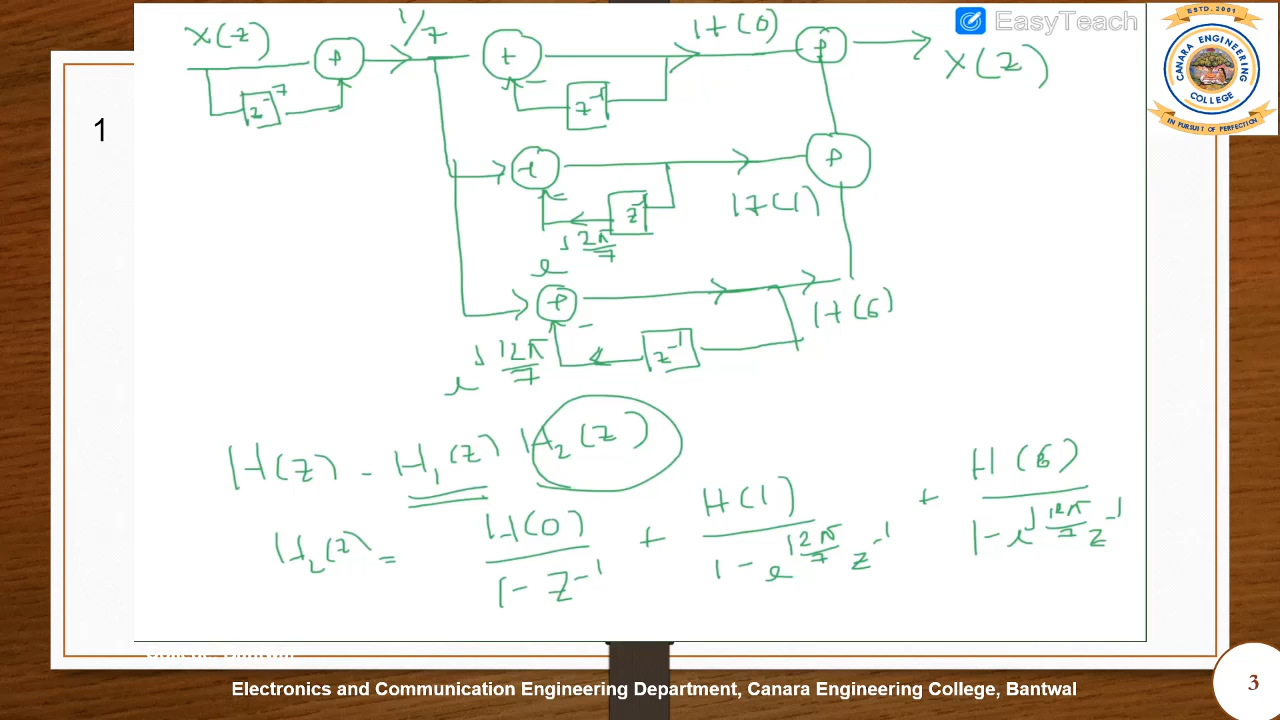 EasyTeach
ESTD. 2001
CANARA ENGINEERING COLLEGE
IN PURSUIT OF PERFECTION
1
X(z) + 1/7 + H(0) + X(z)
z⁻⁷ − z⁻¹
+ − +
z⁻¹ H(1)
e^{j2π/7}
+ − H(6)
z⁻¹
e^{j12π/7}
H(z) - H₁(z) H₂(z)
H₂(z) = H(0)/(1 - z⁻¹) + H(1)/(1 - e^{j2π/7} z⁻¹) + H(6)/(1 - e^{j12π/7} z⁻¹)
Electronics and Communication Engineering Department, Canara Engineering College, Bantwal
3